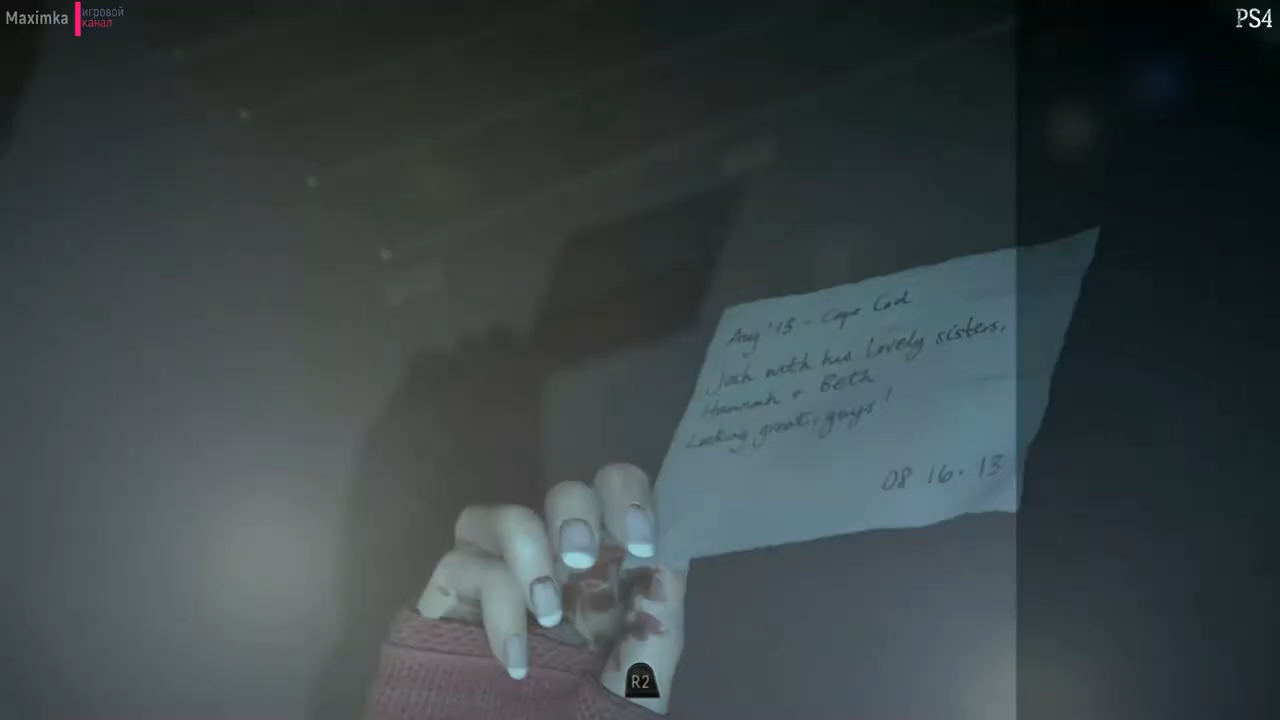 Maximka
игровой
канал
PS4
Aug '13 - Cape Cod
Josh with his lovely sisters,
Hannah + Beth
Looking great, guys!
08 16. 13
R2